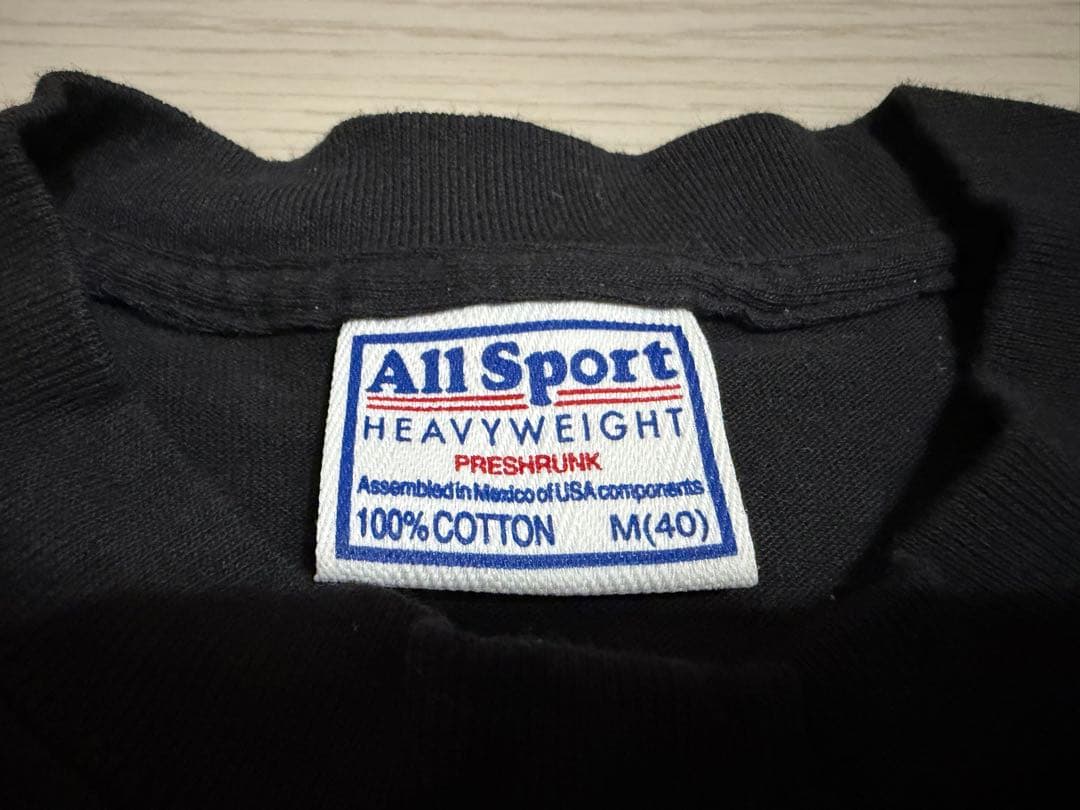 All Sport
HEAVYWEIGHT
PRESHRUNK
Assembled in Mexico of USA components
100% COTTON M(40)